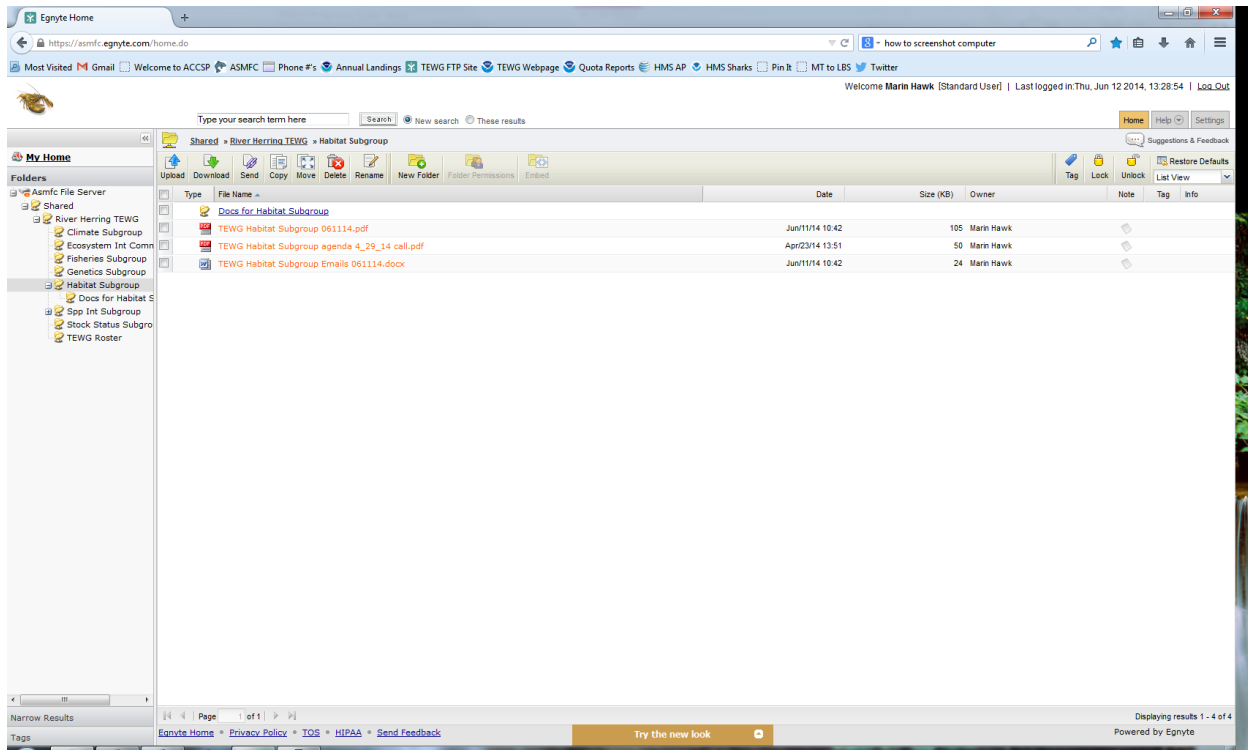 Egnyte Home
https://asmfc.egnyte.com/home.do
8 - how to screenshot computer
Most Visited Gmail Welcome to ACCSP ASMFC Phone #'s Annual Landings TEWG FTP Site TEWG Webpage Quota Reports HMS AP HMS Sharks Pin It MT to LBS Twitter
Welcome Marin Hawk [Standard User] | Last logged in:Thu, Jun 12 2014, 13:28:54 | Log Out
Type your search term here Search New search These results
Home Help Settings
Shared » River Herring TEWG » Habitat Subgroup
Suggestions & Feedback
My Home
Upload Download Send Copy Move Delete Rename New Folder Folder Permissions Embed
Tag Lock Unlock
Restore Defaults
List View
Folders
Asmfc File Server
Shared
River Herring TEWG
Climate Subgroup
Ecosystem Int Comm
Fisheries Subgroup
Genetics Subgroup
Habitat Subgroup
Docs for Habitat S
Spp Int Subgroup
Stock Status Subgro
TEWG Roster
Type File Name Date Size (KB) Owner Note Tag Info
Docs for Habitat Subgroup
PDF TEWG Habitat Subgroup 061114.pdf Jun/11/14 10:42 105 Marin Hawk
PDF TEWG Habitat Subgroup agenda 4_29_14 call.pdf Apr/23/14 13:51 50 Marin Hawk
TEWG Habitat Subgroup Emails 061114.docx Jun/11/14 10:42 24 Marin Hawk
Narrow Results
Tags
Page 1 of 1
Displaying results 1 - 4 of 4
Egnyte Home Privacy Policy TOS HIPAA Send Feedback
Try the new look
Powered by Egnyte